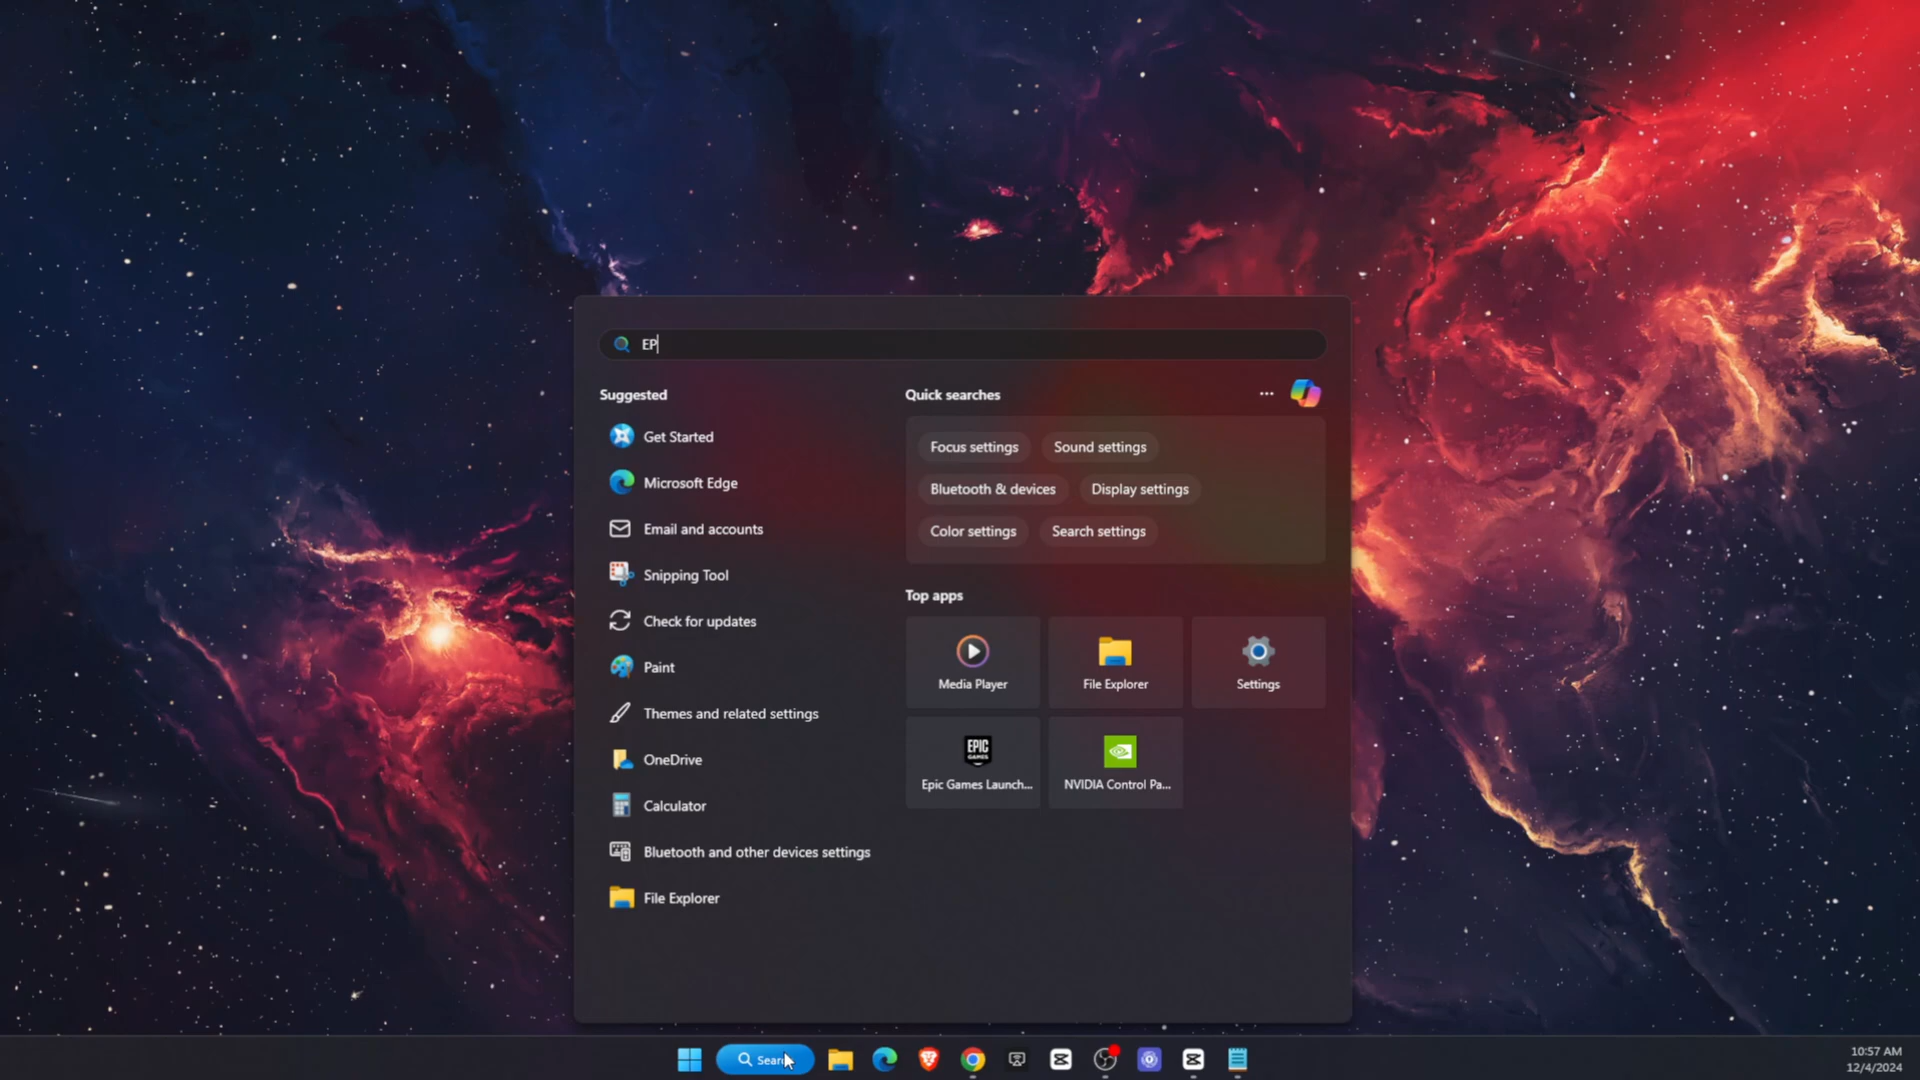 EP
Suggested
Get Started
Microsoft Edge
Email and accounts
Snipping Tool
Check for updates
Paint
Themes and related settings
OneDrive
Calculator
Bluetooth and other devices settings
File Explorer
Quick searches
Focus settings
Sound settings
Bluetooth & devices
Display settings
Color settings
Search settings
Top apps
Media Player
File Explorer
Settings
EPIC
GAMES
Epic Games Launch...
NVIDIA Control Pa...
10:57 AM
12/4/2024